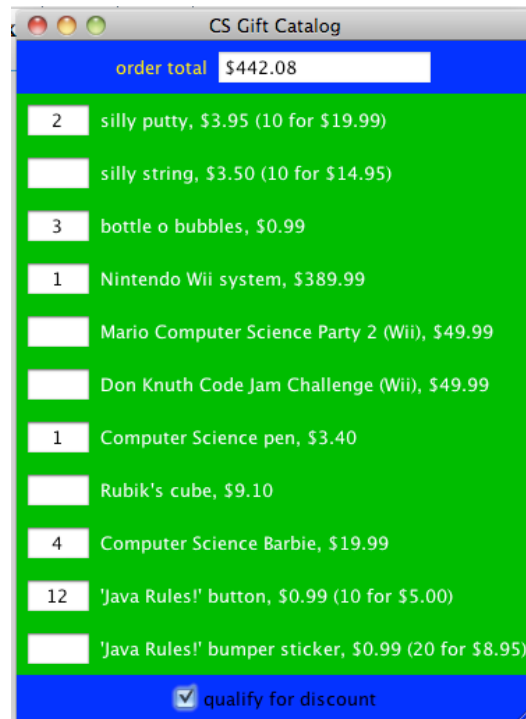 CS Gift Catalog
order total $442.08
2 silly putty, $3.95 (10 for $19.99)
silly string, $3.50 (10 for $14.95)
3 bottle o bubbles, $0.99
1 Nintendo Wii system, $389.99
Mario Computer Science Party 2 (Wii), $49.99
Don Knuth Code Jam Challenge (Wii), $49.99
1 Computer Science pen, $3.40
Rubik's cube, $9.10
4 Computer Science Barbie, $19.99
12 'Java Rules!' button, $0.99 (10 for $5.00)
'Java Rules!' bumper sticker, $0.99 (20 for $8.95)
qualify for discount